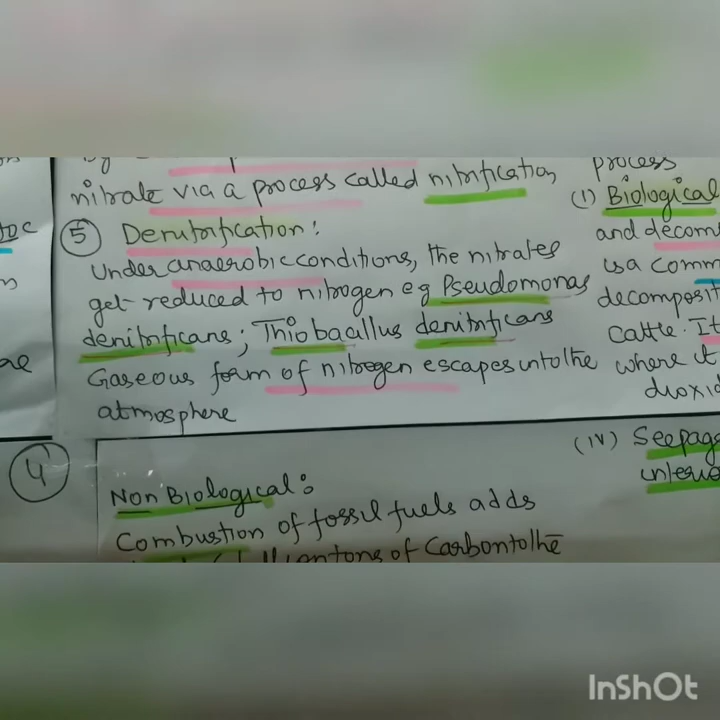 nitrate via a process called nitrification
(5) Denitrification:
Under anaerobic conditions, the nitrates
get reduced to nitrogen eg Pseudomonas
denitrificans; Thiobacillus denitrificans
Gaseous form of nitrogen escapes into the
atmosphere
process
(1) Biological
and decom
is a comm
decomposit
cattle. It
where it
dioxid
(IV) Seepag
4
Non Biological:
Combustion of fossil fuels adds
of Carbon to the
InShOt